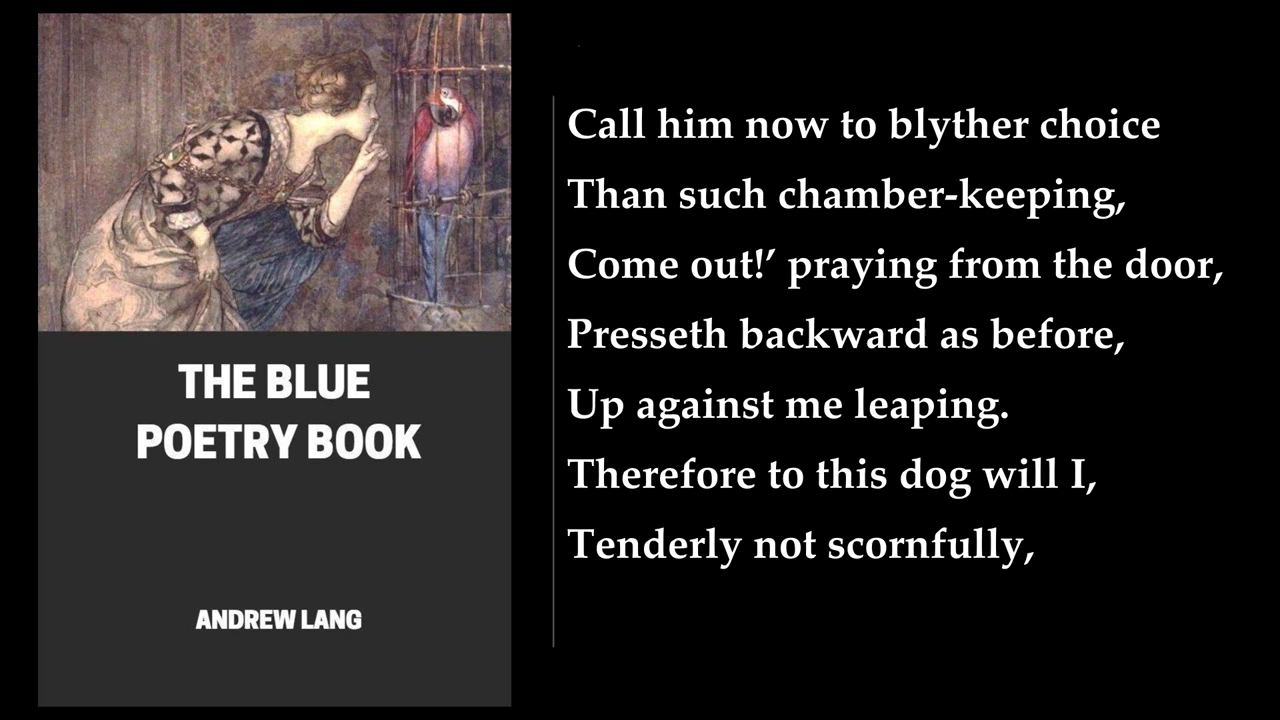 THE BLUE
POETRY BOOK
ANDREW LANG
Call him now to blyther choice
Than such chamber-keeping,
Come out!’ praying from the door,
Presseth backward as before,
Up against me leaping.
Therefore to this dog will I,
Tenderly not scornfully,